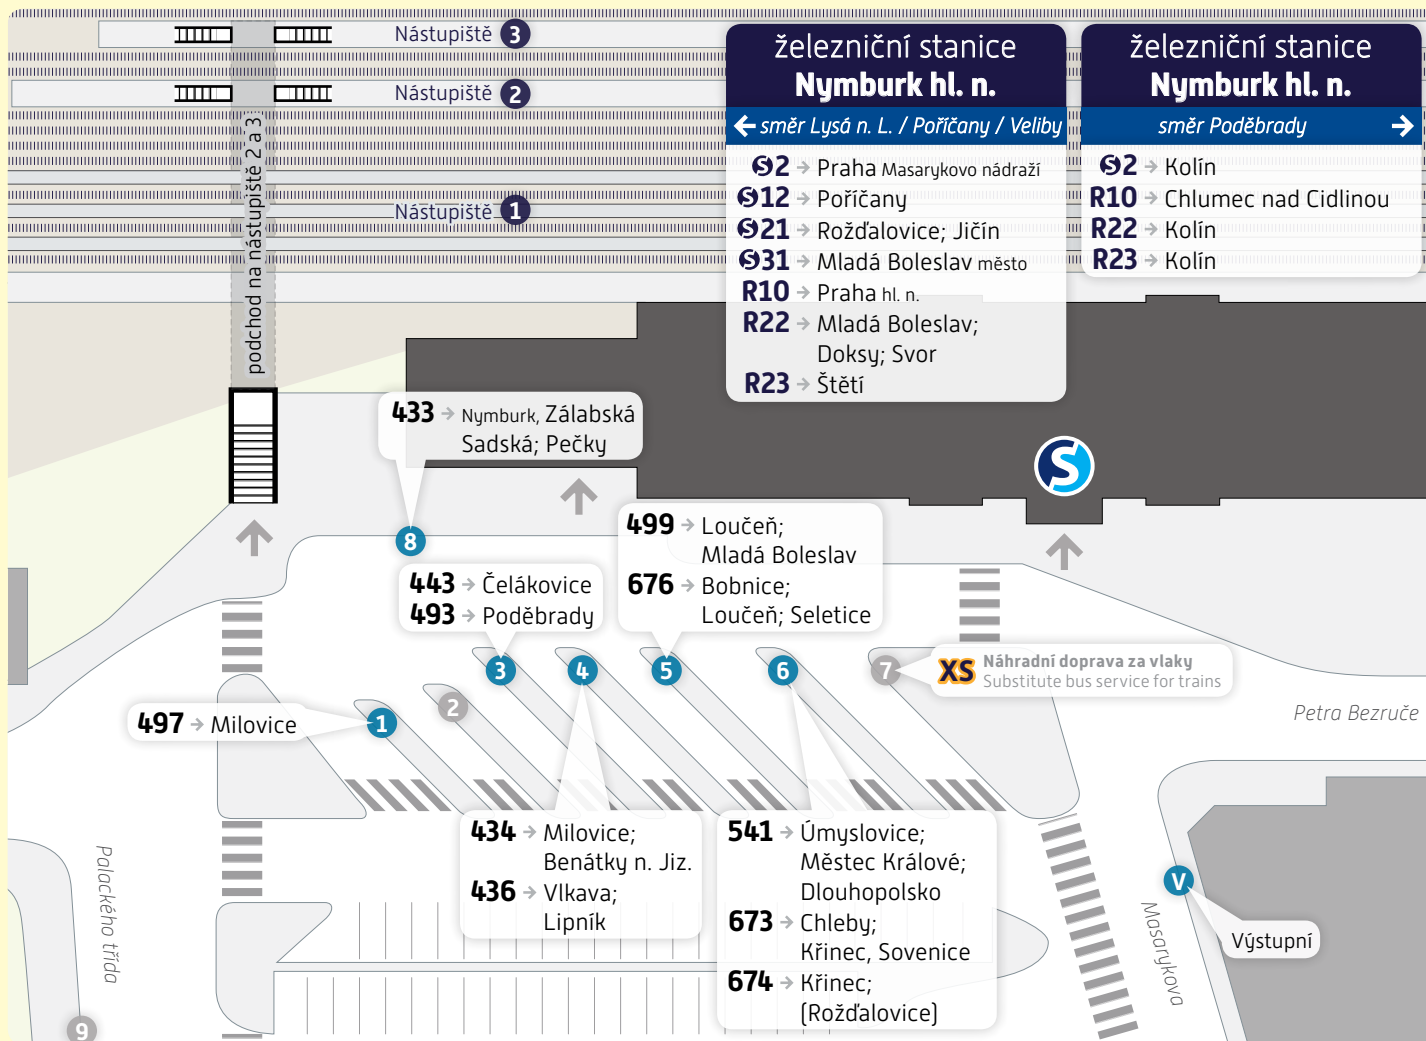 Nástupiště 3
Nástupiště 2
Nástupiště 1
podchod na nástupiště 2 a 3
železniční stanice
Nymburk hl. n.
← směr Lysá n. L. / Poříčany / Veliby
S2 → Praha Masarykovo nádraží
S12 → Poříčany
S21 → Rožďalovice; Jičín
S31 → Mladá Boleslav město
R10 → Praha hl. n.
R22 → Mladá Boleslav;
Doksy; Svor
R23 → Štětí
železniční stanice
Nymburk hl. n.
směr Poděbrady →
S2 → Kolín
R10 → Chlumec nad Cidlinou
R22 → Kolín
R23 → Kolín
433 → Nymburk, Zálabská
Sadská; Pečky
8
S
443 → Čelákovice
493 → Poděbrady
499 → Loučeň;
Mladá Boleslav
676 → Bobnice;
Loučeň; Seletice
3
4
5
6
7
XS Náhradní doprava za vlaky
Substitute bus service for trains
497 → Milovice
1
2
Petra Bezruče
434 → Milovice;
Benátky n. Jiz.
436 → Vlkava;
Lipník
541 → Úmyslovice;
Městec Králové;
Dlouhopolsko
673 → Chleby;
Křinec, Sovenice
674 → Křinec;
(Rožďalovice)
V
Výstupní
Masarykova
Palackého třída
9